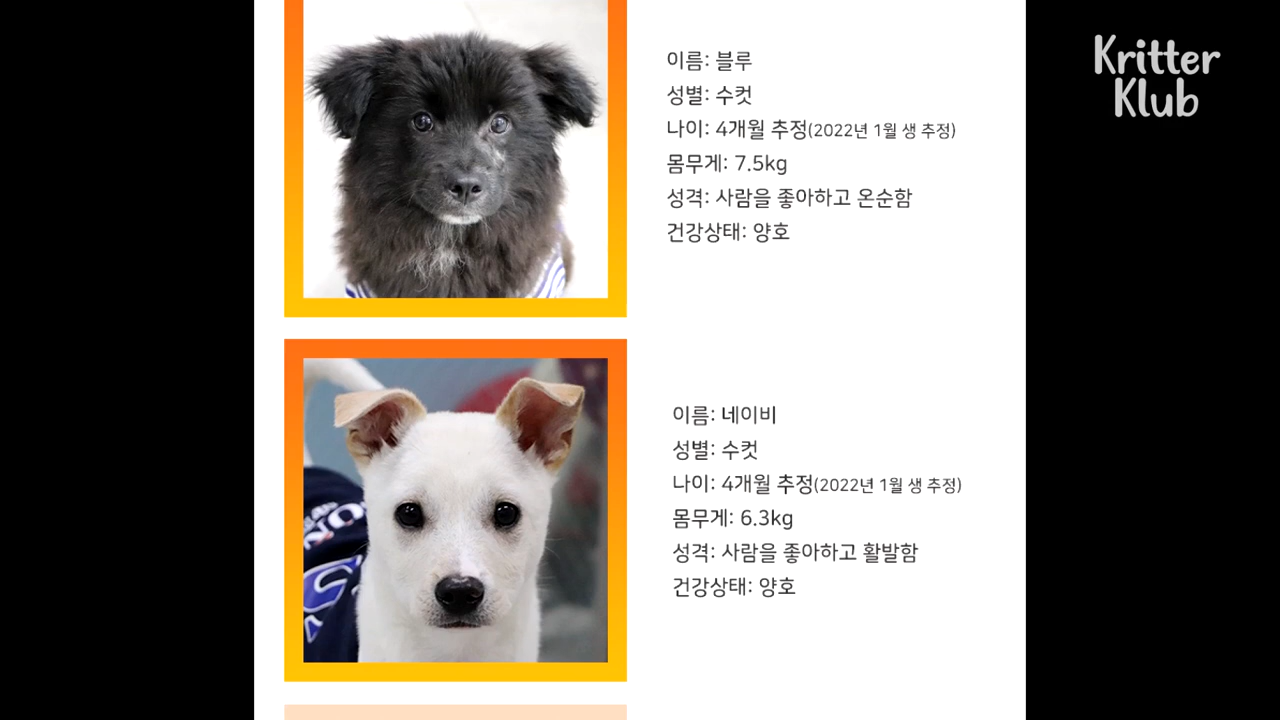 Kritter
Klub
이름: 블루
성별: 수컷
나이: 4개월 추정(2022년 1월 생 추정)
몸무게: 7.5kg
성격: 사람을 좋아하고 온순함
건강상태: 양호
이름: 네이비
성별: 수컷
나이: 4개월 추정(2022년 1월 생 추정)
몸무게: 6.3kg
성격: 사람을 좋아하고 활발함
건강상태: 양호